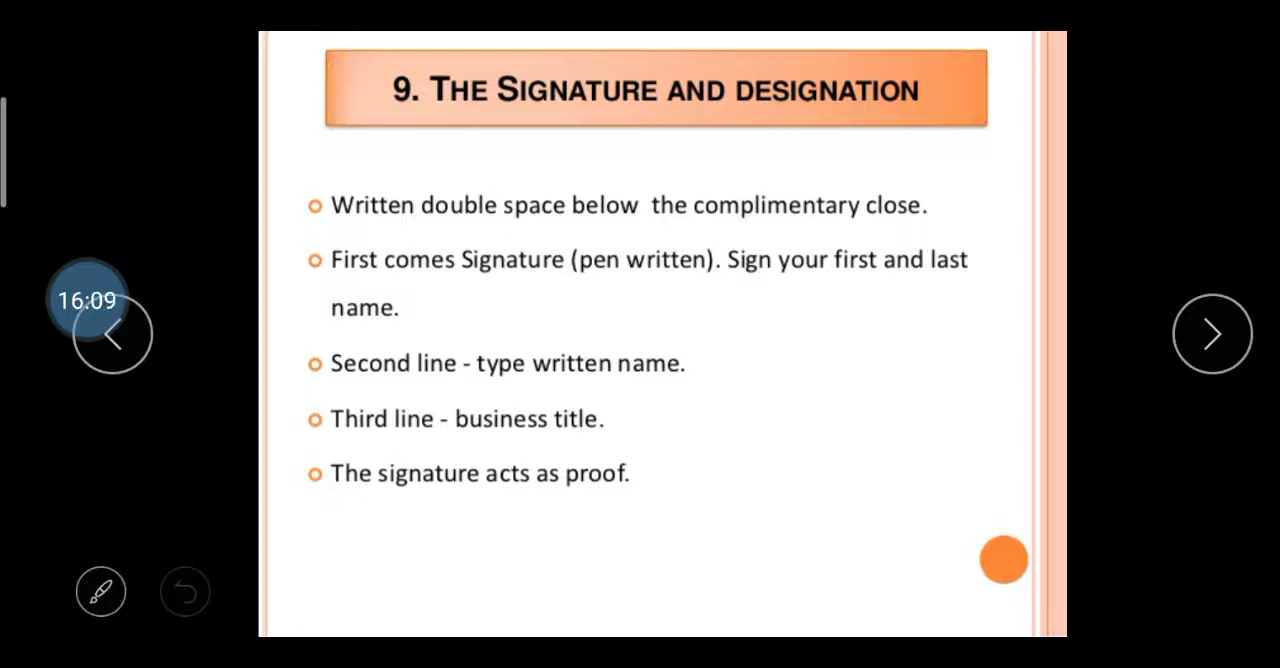 9. THE SIGNATURE AND DESIGNATION
Written double space below the complimentary close.
First comes Signature (pen written). Sign your first and last
name.
16:09
Second line - type written name.
Third line - business title.
The signature acts as proof.